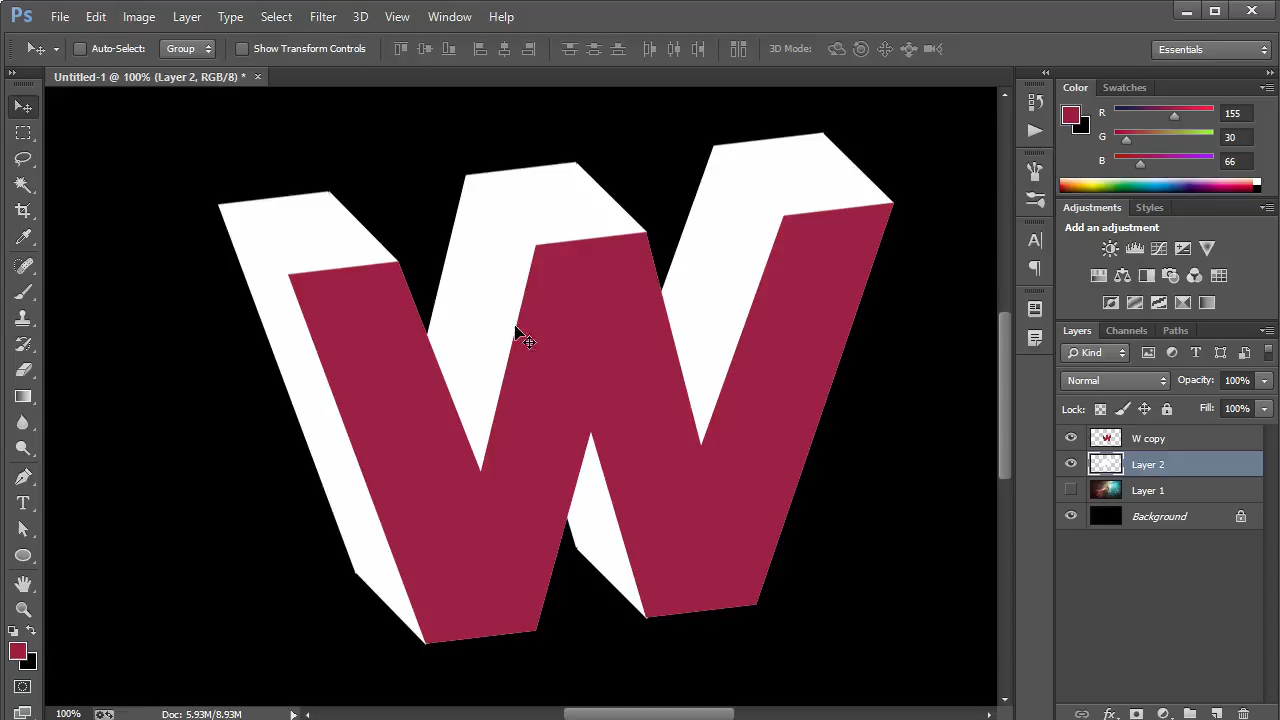 Ps File Edit Image Layer Type Select Filter 3D View Window Help
Auto-Select: Group Show Transform Controls 3D Mode: Essentials
Untitled-1 @ 100% (Layer 2, RGB/8) *
Color Swatches
R 155
G 30
B 66
Adjustments Styles
Add an adjustment
Layers Channels Paths
Kind
Normal Opacity: 100%
Lock: Fill: 100%
W copy
Layer 2
Layer 1
Background
W
100% Doc: 5.93M/8.93M